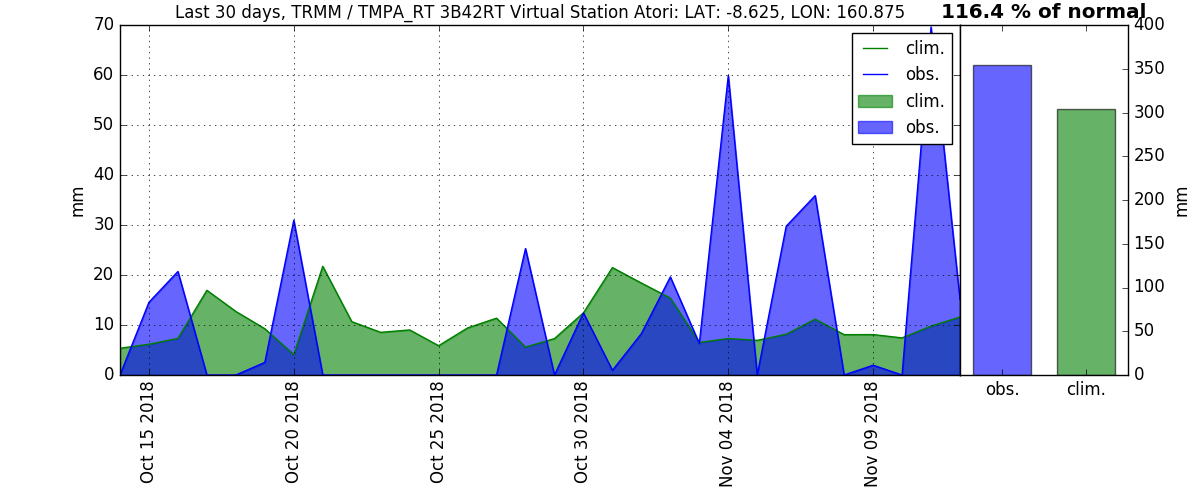 Last 30 days, TRMM / TMPA_RT 3B42RT Virtual Station Atori: LAT: -8.625, LON: 160.875
116.4 % of normal
70
60
50
40
30
20
10
0
mm
clim.
obs.
clim.
obs.
400
350
300
250
200
150
100
50
0
mm
obs.
clim.
Oct 15 2018
Oct 20 2018
Oct 25 2018
Oct 30 2018
Nov 04 2018
Nov 09 2018